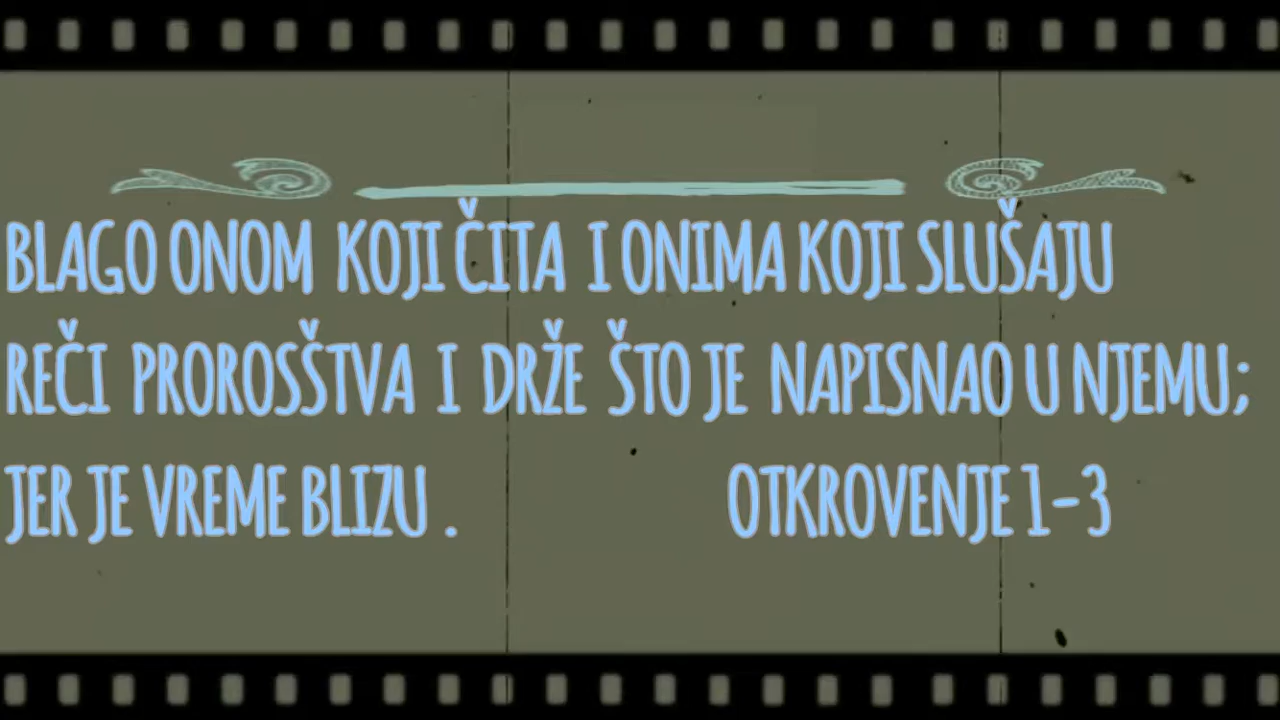 BLAGO ONOM KOJI ČITA I ONIMA KOJI SLUŠAJU
REČI PROROSŠTVA I DRŽE ŠTO JE NAPISNAO U NJEMU;
JER JE VREME BLIZU . OTKROVENJE 1-3